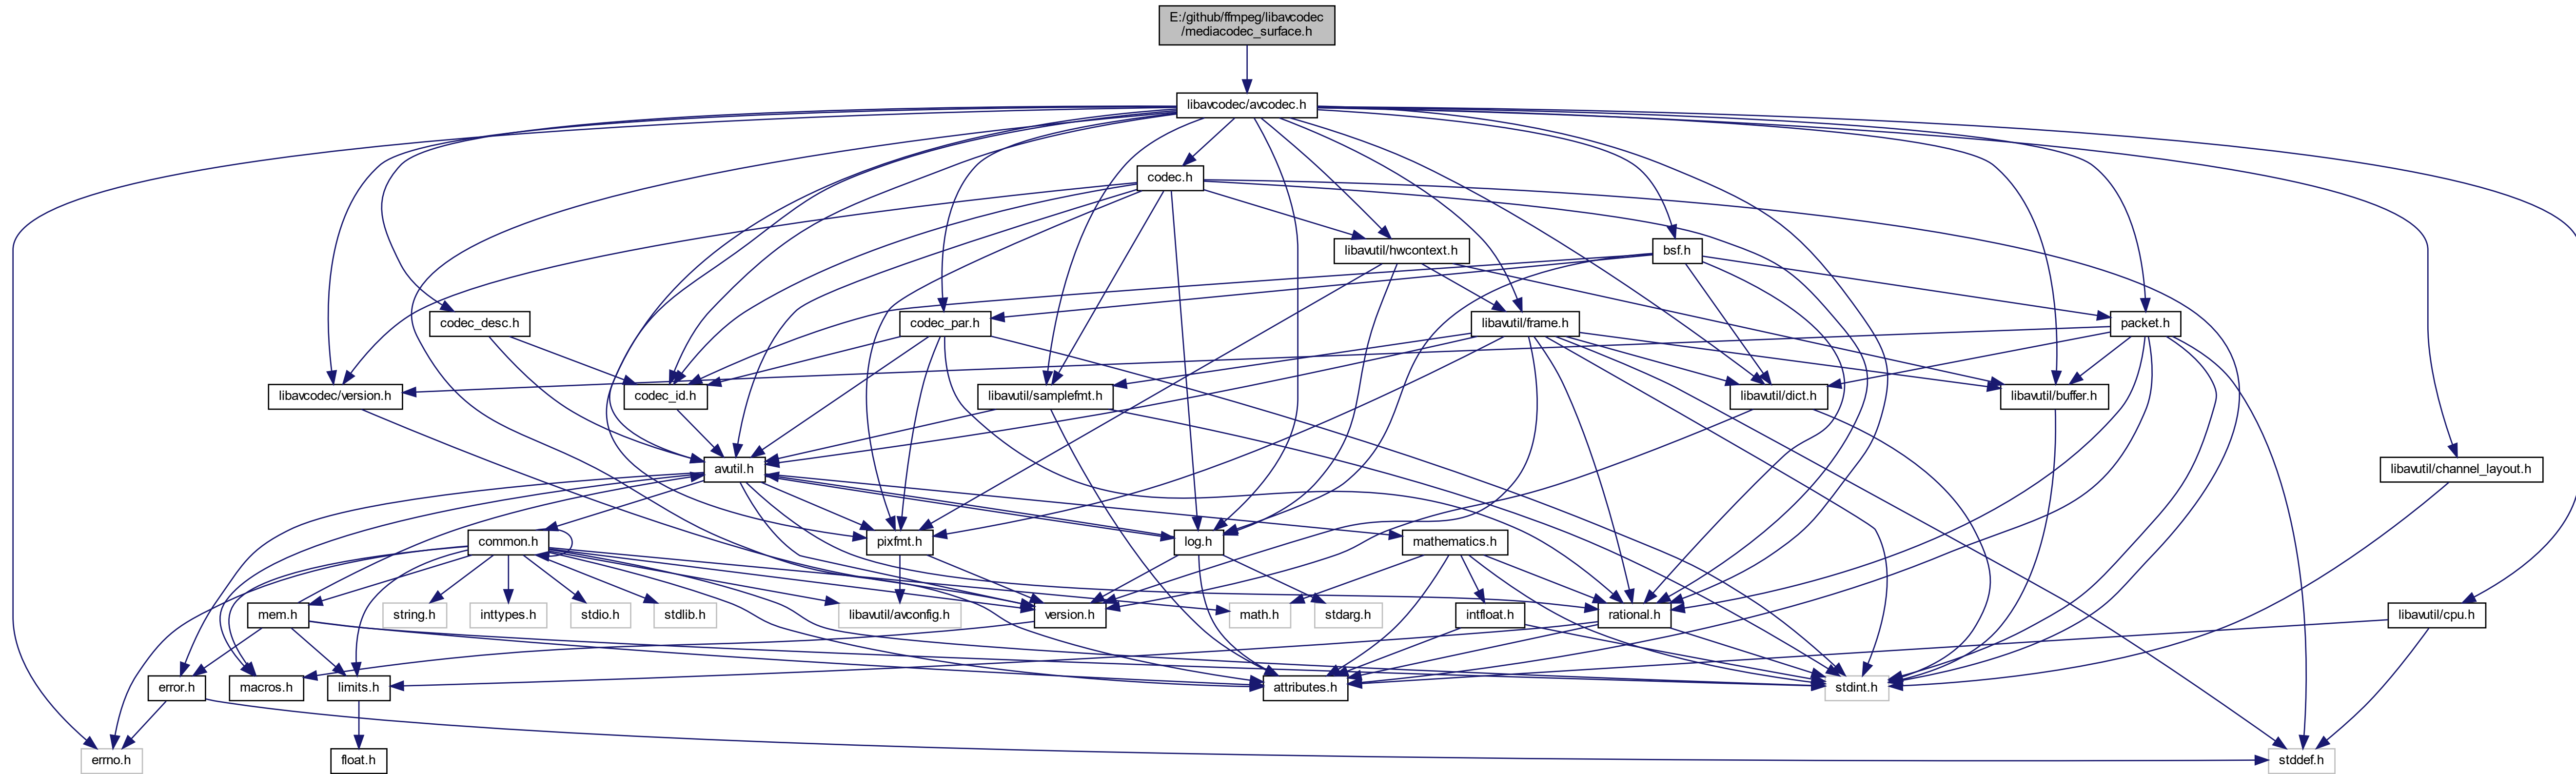 E:/github/ffmpeg/libavcodec
/mediacodec_surface.h
libavcodec/avcodec.h
codec.h
libavutil/hwcontext.h
bsf.h
codec_desc.h
codec_par.h
libavutil/frame.h
packet.h
libavcodec/version.h
codec_id.h
libavutil/samplefmt.h
libavutil/dict.h
libavutil/buffer.h
avutil.h
libavutil/channel_layout.h
common.h
pixfmt.h
log.h
mathematics.h
mem.h
string.h
inttypes.h
stdio.h
stdlib.h
libavutil/avconfig.h
version.h
math.h
stdarg.h
intfloat.h
rational.h
libavutil/cpu.h
error.h
macros.h
limits.h
attributes.h
stdint.h
errno.h
float.h
stddef.h